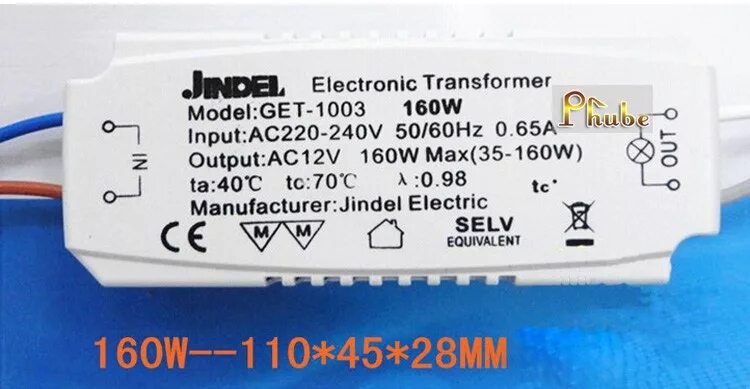 JINDEL Electronic Transformer
Phube
Model:GET-1003 160W
Input:AC220-240V 50/60Hz 0.65A
Output:AC12V 160W Max(35-160W)
ta:40℃ tc:70℃ λ:0.98 tc•
Manufacturer:Jindel Electric
IN
OUT
CE
M M
SELV
EQUIVALENT
160W--110*45*28MM